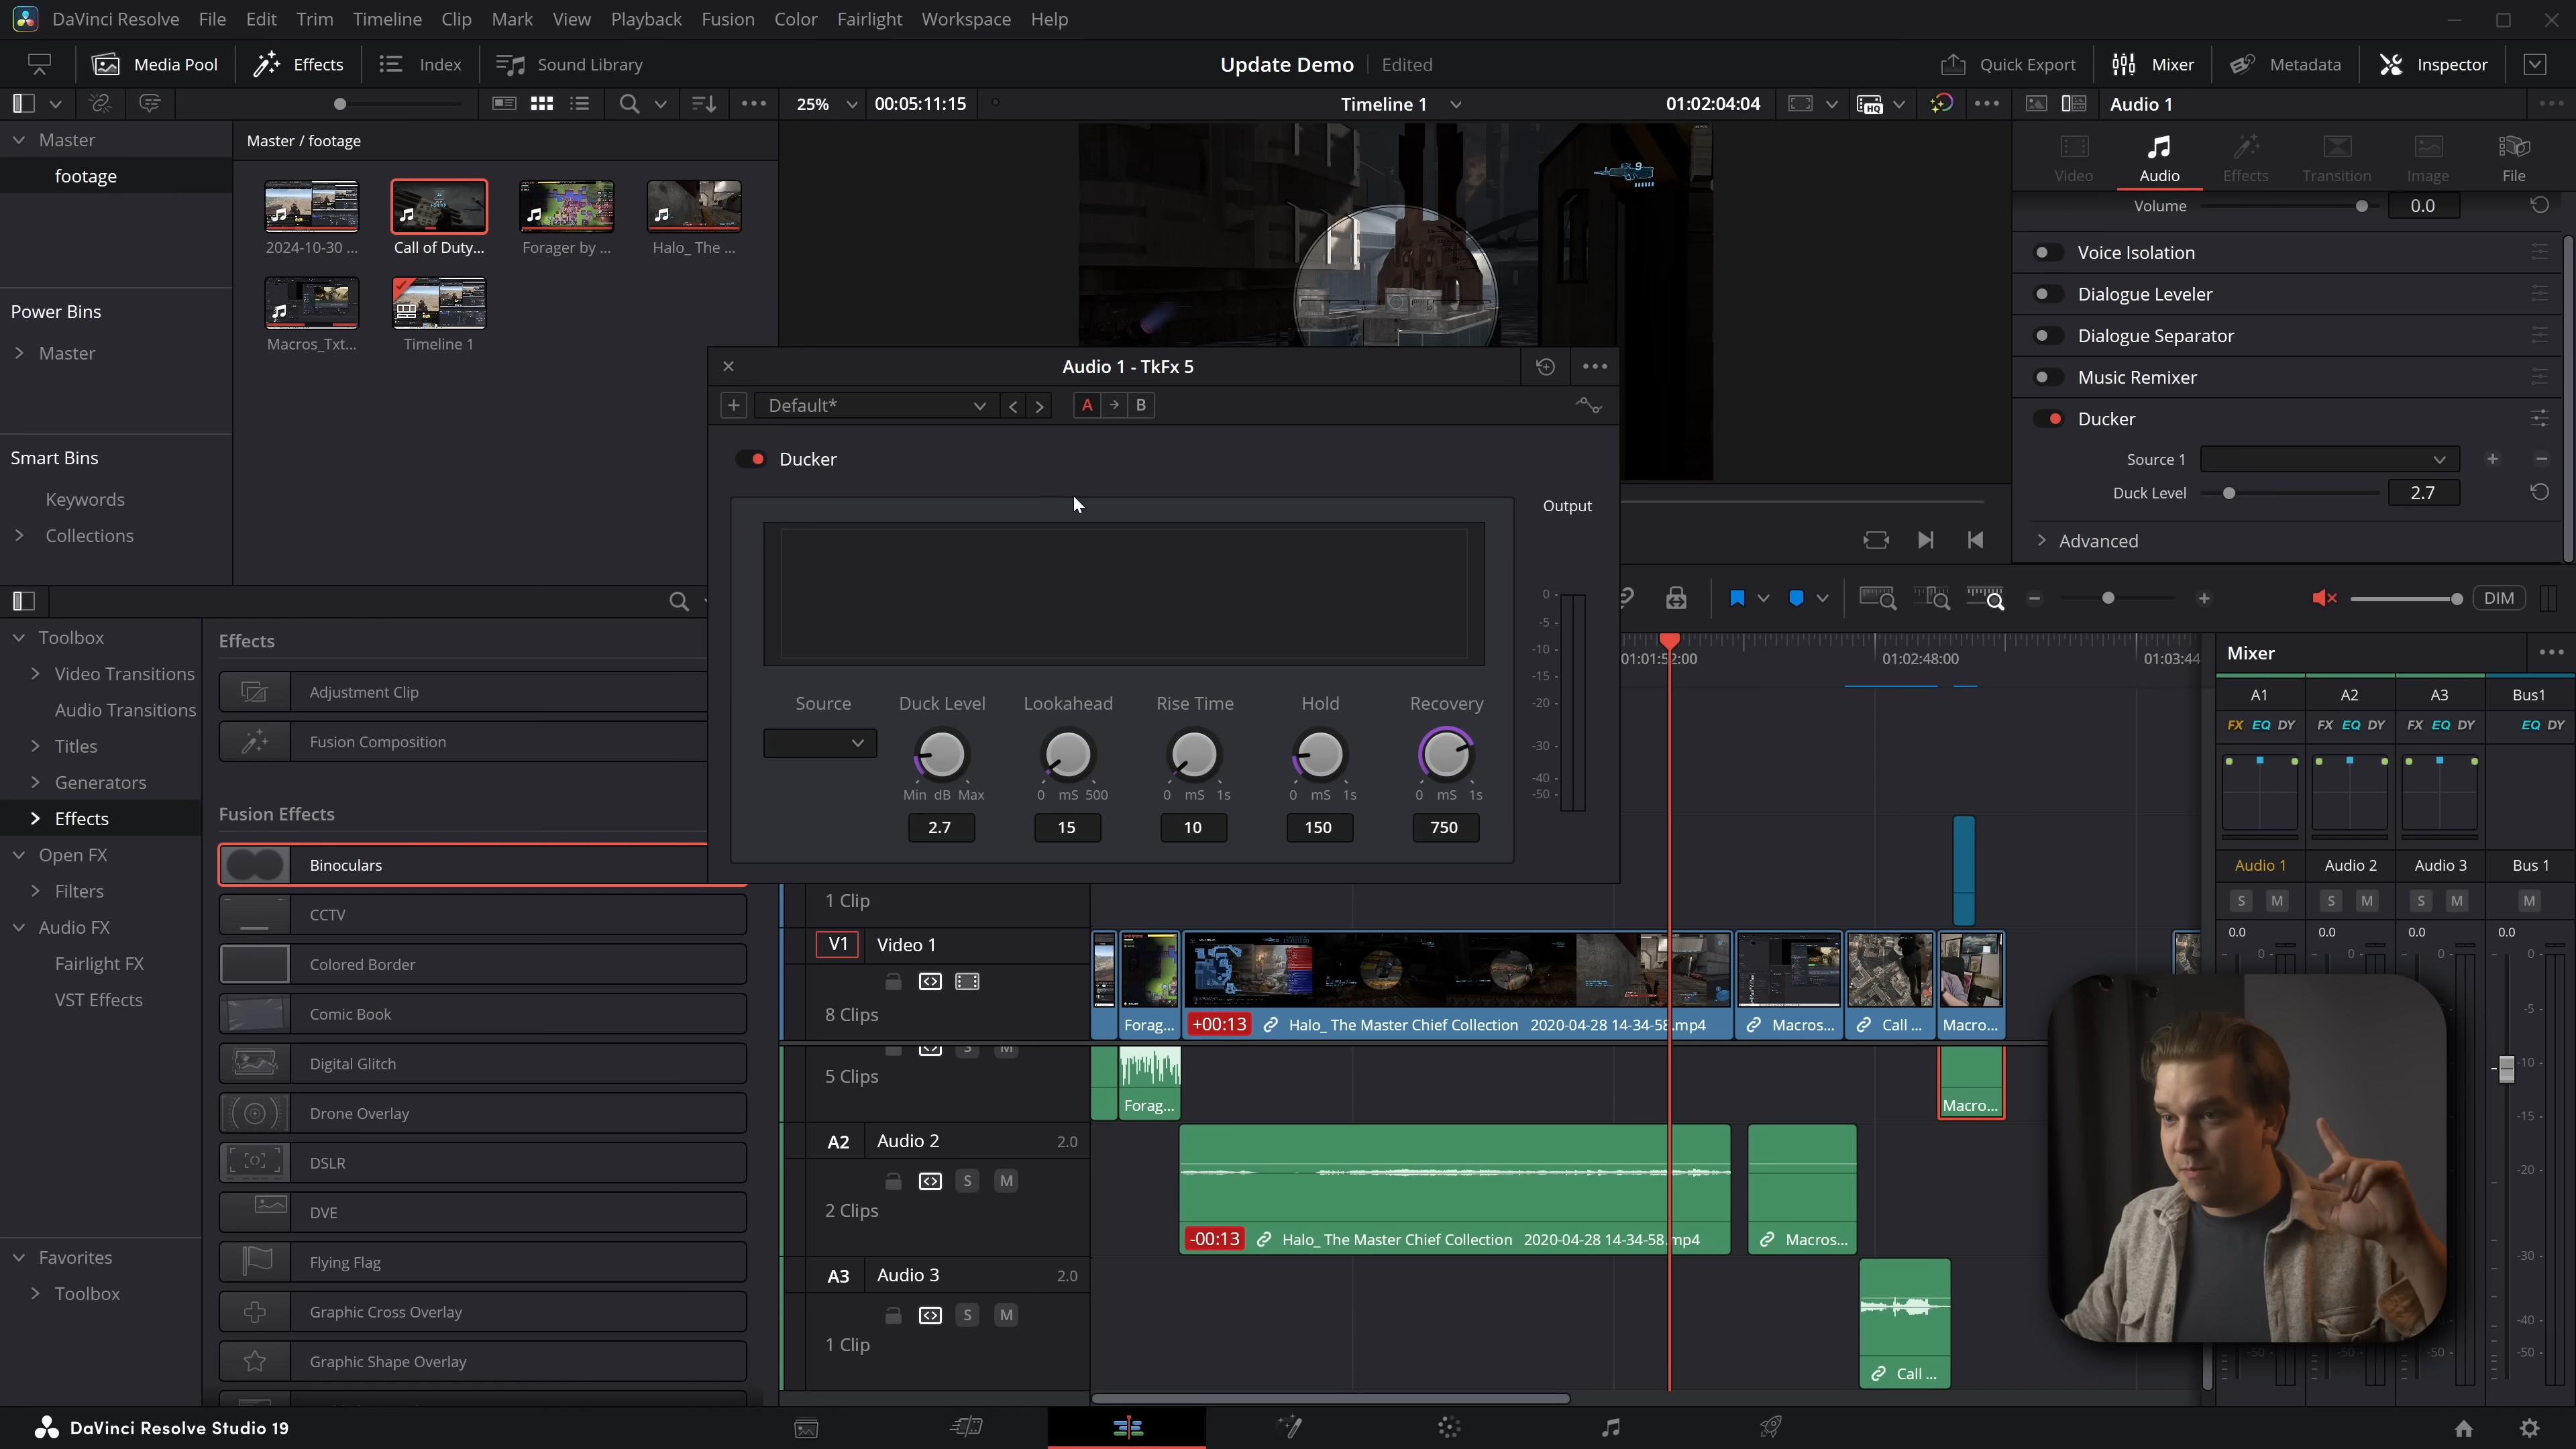 DaVinci Resolve File Edit Trim Timeline Clip Mark View Playback Fusion Color Fairlight Workspace Help
Media Pool Effects Index Sound Library Update Demo Edited Quick Export Mixer Metadata Inspector
25% 00:05:11:15 Timeline 1 01:02:04:04 Audio 1
Master
footage
Master / footage
2024-10-30 ... Call of Duty... Forager by ... Halo_ The ...
Macros_Txt... Timeline 1
Power Bins
Master
Smart Bins
Keywords
Collections
Video Audio Effects Transition Image File
Volume 0.0
Voice Isolation
Dialogue Leveler
Dialogue Separator
Music Remixer
Ducker
Source 1
Duck Level 2.7
Advanced
Audio 1 - TkFx 5
Default* A B
Ducker
Output
Source Duck Level Lookahead Rise Time Hold Recovery
Min dB Max 0 mS 500 0 mS 1s 0 mS 1s 0 mS 1s
2.7 15 10 150 750
0 -
-5 -
-10 -
-15 -
-20 -
-30 -
-40 -
-50 -
Toolbox
Video Transitions
Audio Transitions
Titles
Generators
Effects
Open FX
Filters
Audio FX
Fairlight FX
VST Effects
Favorites
Toolbox
Effects
Adjustment Clip
Fusion Composition
Fusion Effects
Binoculars
CCTV
Colored Border
Comic Book
Digital Glitch
Drone Overlay
DSLR
DVE
Flying Flag
Graphic Cross Overlay
Graphic Shape Overlay
DIM
01:01:52:00 01:02:48:00 01:03:44
1 Clip
V1 Video 1
8 Clips
Forag... +00:13 Halo_ The Master Chief Collection 2020-04-28 14-34-58.mp4 Macros... Call ... Macro...
S M
5 Clips
Forag... Macro...
A2 Audio 2 2.0
S M
2 Clips
-00:13 Halo_ The Master Chief Collection 2020-04-28 14-34-58.mp4 Macros...
A3 Audio 3 2.0
S M
1 Clip
Call ...
Mixer
A1 A2 A3 Bus1
FX EQ DY FX EQ DY FX EQ DY EQ DY
Audio 1 Audio 2 Audio 3 Bus 1
S M S M S M M
0.0 0.0 0.0 0.0
0 - 0 - 0 - 0 -
-5 -
-10 -
-15 -
-20 -
-30 -
-40 -
-50 - -50 - -50 - -50 -
DaVinci Resolve Studio 19